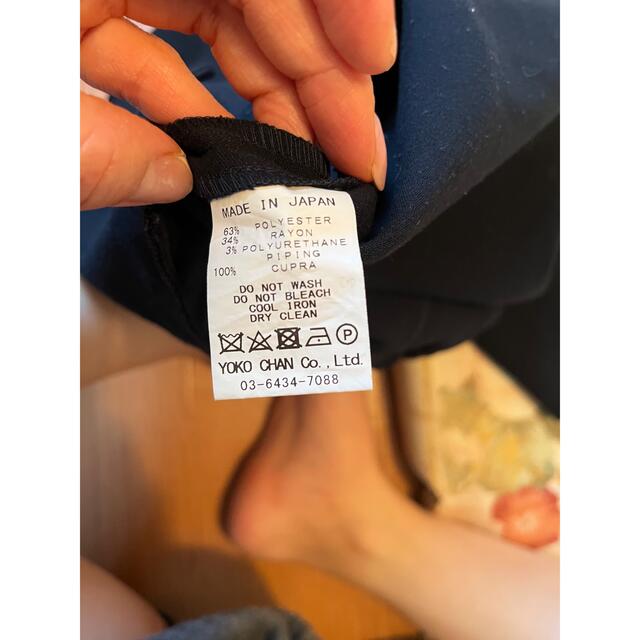 MADE IN JAPAN
63% POLYESTER
34% RAYON
3% POLYURETHANE
PIPING
100% CUPRA
DO NOT WASH
DO NOT BLEACH
COOL IRON
DRY CLEAN
P
YOKO CHAN Co.,Ltd.
03-6434-7088